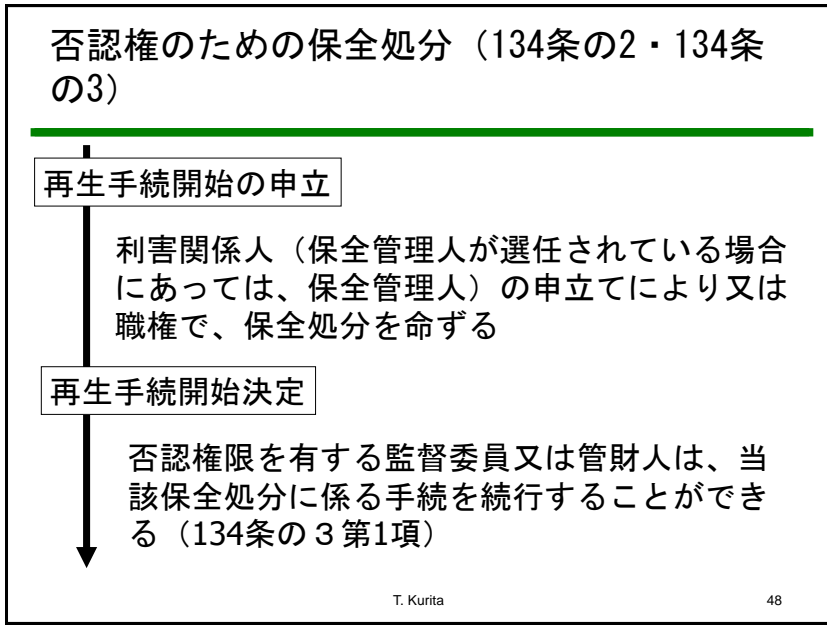 否認権のための保全処分（134条の2・134条
の3）
再生手続開始の申立
利害関係人（保全管理人が選任されている場合
にあっては、保全管理人）の申立てにより又は
職権で、保全処分を命ずる
再生手続開始決定
否認権限を有する監督委員又は管財人は、当
該保全処分に係る手続を続行することができ
る（134条の３第1項）
T. Kurita
48